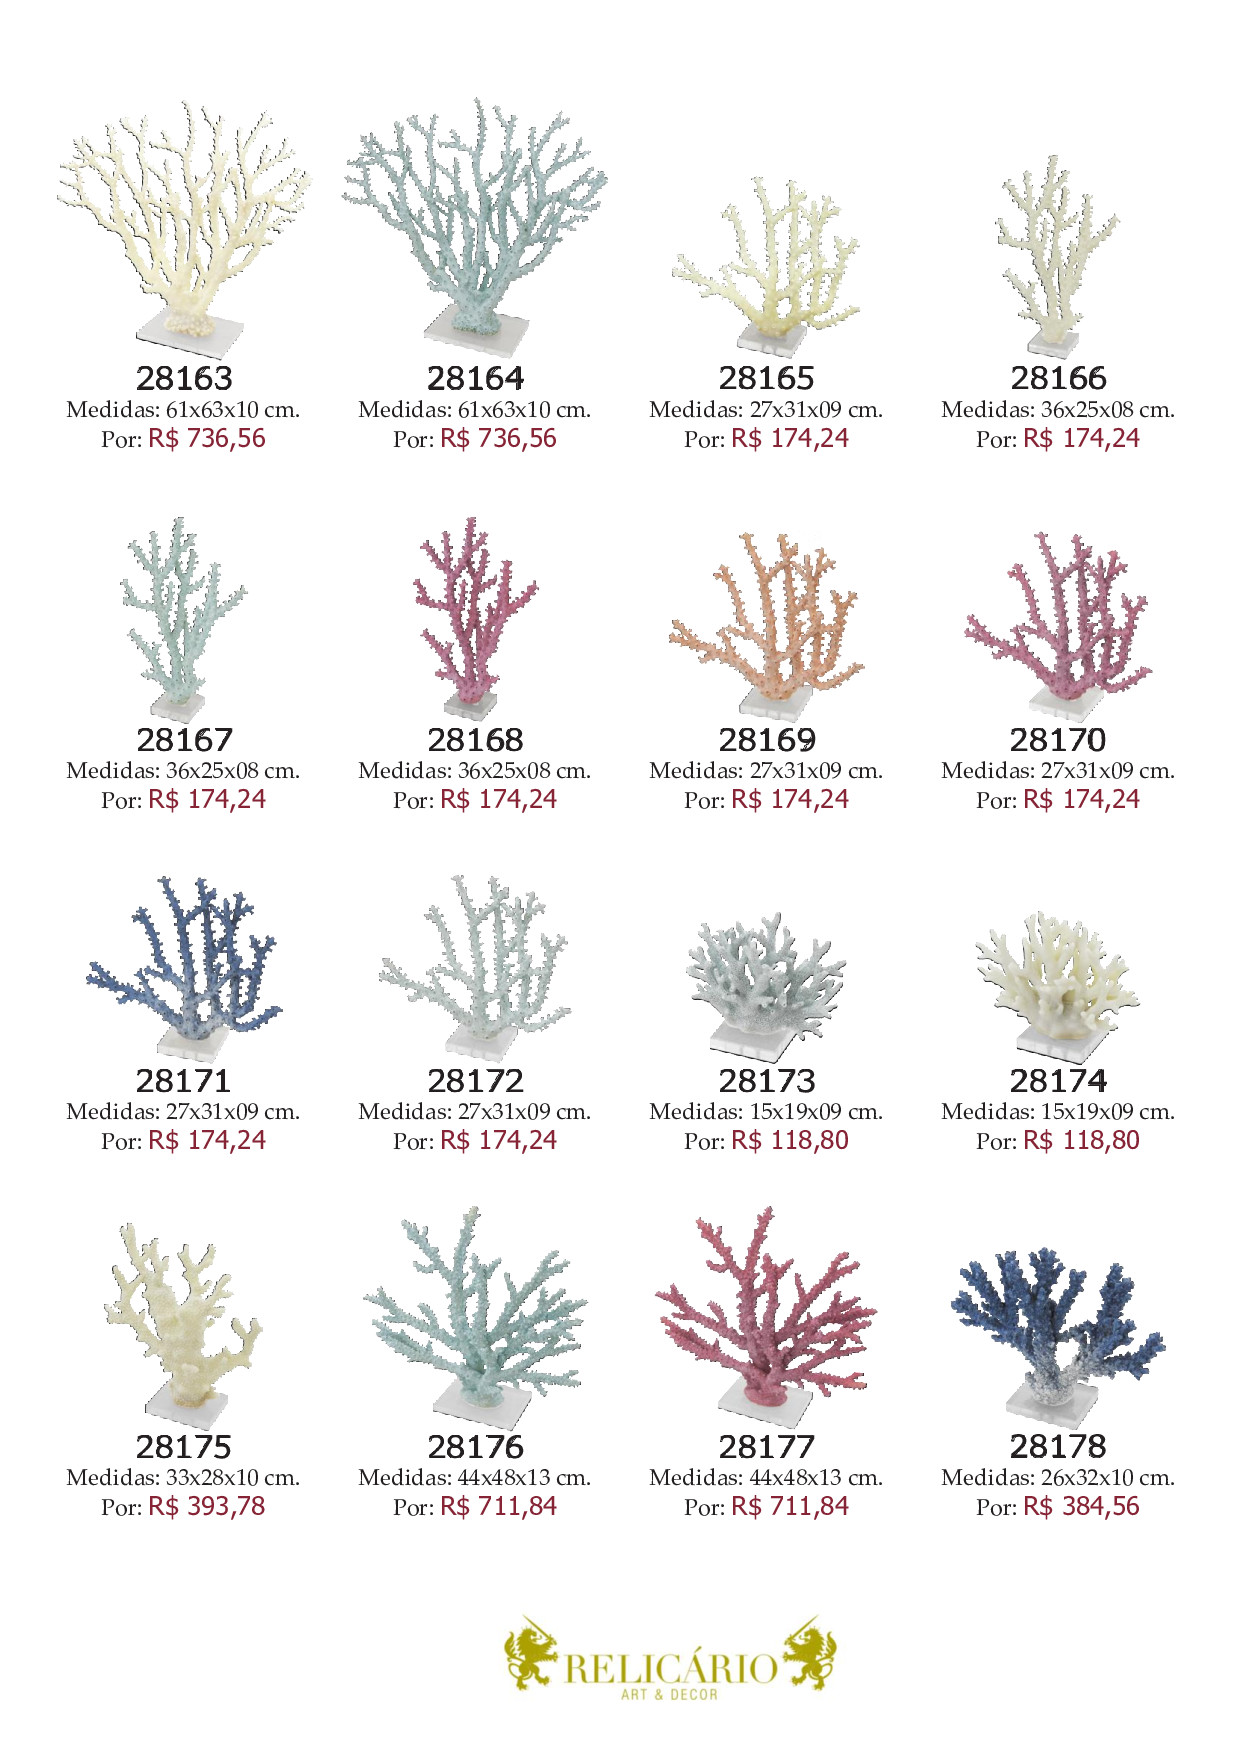 28163
Medidas: 61x63x10 cm.
Por: R$ 736,56
28164
Medidas: 61x63x10 cm.
Por: R$ 736,56
28165
Medidas: 27x31x09 cm.
Por: R$ 174,24
28166
Medidas: 36x25x08 cm.
Por: R$ 174,24
28167
Medidas: 36x25x08 cm.
Por: R$ 174,24
28168
Medidas: 36x25x08 cm.
Por: R$ 174,24
28169
Medidas: 27x31x09 cm.
Por: R$ 174,24
28170
Medidas: 27x31x09 cm.
Por: R$ 174,24
28171
Medidas: 27x31x09 cm.
Por: R$ 174,24
28172
Medidas: 27x31x09 cm.
Por: R$ 174,24
28173
Medidas: 15x19x09 cm.
Por: R$ 118,80
28174
Medidas: 15x19x09 cm.
Por: R$ 118,80
28175
Medidas: 33x28x10 cm.
Por: R$ 393,78
28176
Medidas: 44x48x13 cm.
Por: R$ 711,84
28177
Medidas: 44x48x13 cm.
Por: R$ 711,84
28178
Medidas: 26x32x10 cm.
Por: R$ 384,56
RELICÁRIO
ART & DECOR